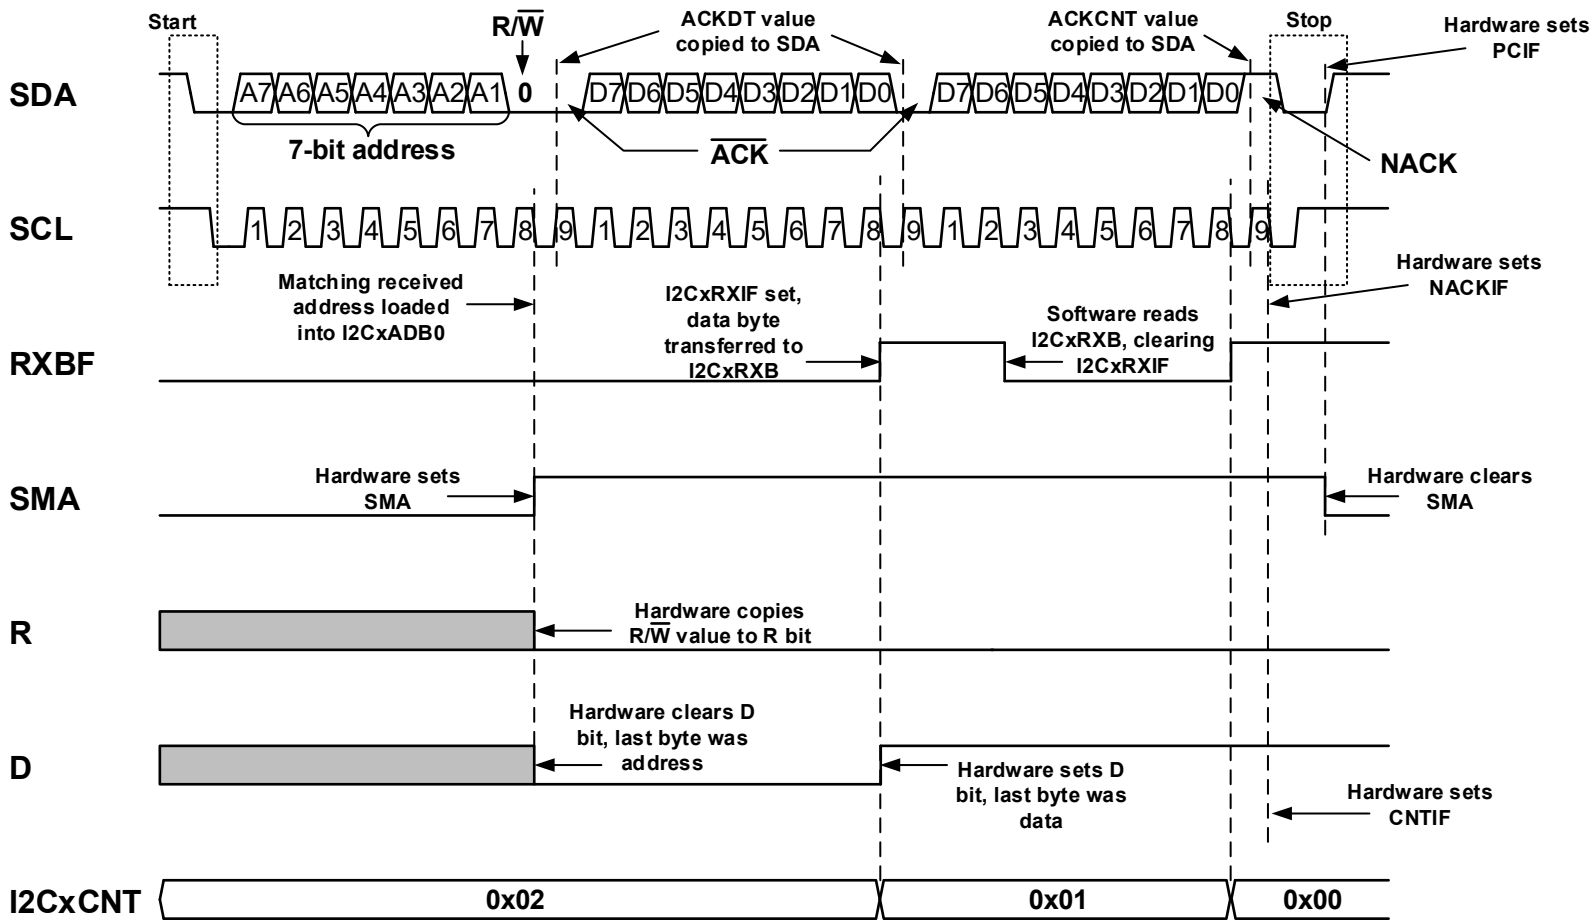 Start
R/W
ACKDT value
copied to SDA
ACKCNT value
copied to SDA
Stop
Hardware sets
PCIF
SDA
A7 A6 A5 A4 A3 A2 A1 0 D7 D6 D5 D4 D3 D2 D1 D0 D7 D6 D5 D4 D3 D2 D1 D0
7-bit address
ACK
NACK
SCL
1 2 3 4 5 6 7 8 9 1 2 3 4 5 6 7 8 9 1 2 3 4 5 6 7 8 9
Matching received
address loaded
into I2CxADB0
I2CxRXIF set,
data byte
transferred to
I2CxRXB
Software reads
I2CxRXB, clearing
I2CxRXIF
Hardware sets
NACKIF
RXBF
SMA
Hardware sets
SMA
Hardware clears
SMA
R
Hardware copies
R/W value to R bit
D
Hardware clears D
bit, last byte was
address
Hardware sets D
bit, last byte was
data
Hardware sets
CNTIF
I2CxCNT
0x02
0x01
0x00